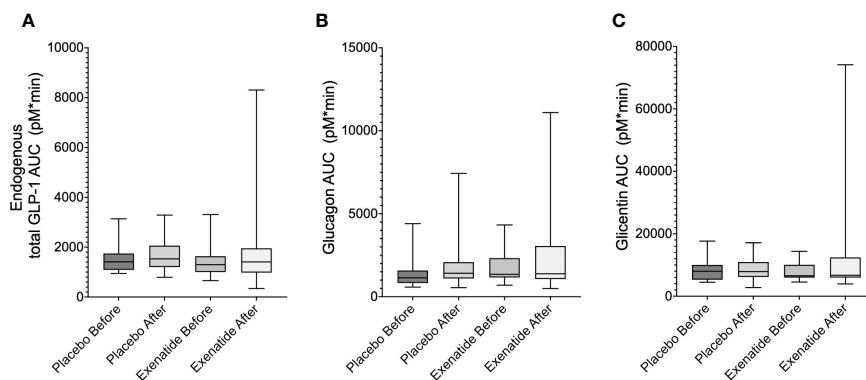 A
Endogenous
total GLP-1 AUC (pM*min)
10000
8000
6000
4000
2000
0
Placebo Before
Placebo After
Exenatide Before
Exenatide After
B
Glucagon AUC (pM*min)
15000
10000
5000
0
Placebo Before
Placebo After
Exenatide Before
Exenatide After
C
Glicentin AUC (pM*min)
80000
60000
40000
20000
0
Placebo Before
Placebo After
Exenatide Before
Exenatide After